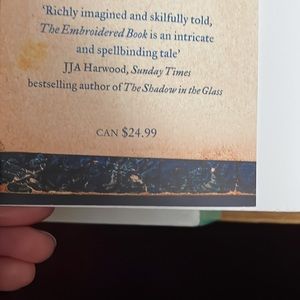 ‘Richly imagined and skilfully told,
The Embroidered Book is an intricate
and spellbinding tale’
JJA Harwood, Sunday Times
bestselling author of The Shadow in the Glass
CAN $24.99